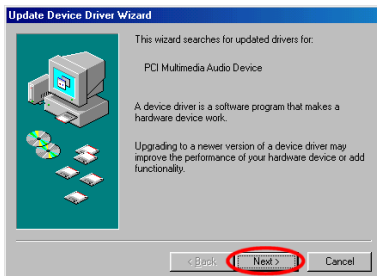 Update Device Driver Wizard
This wizard searches for updated drivers for:
PCI Multimedia Audio Device
A device driver is a software program that makes a
hardware device work.
Upgrading to a newer version of a device driver may
improve the performance of your hardware device or add
functionality.
< Back Next > Cancel